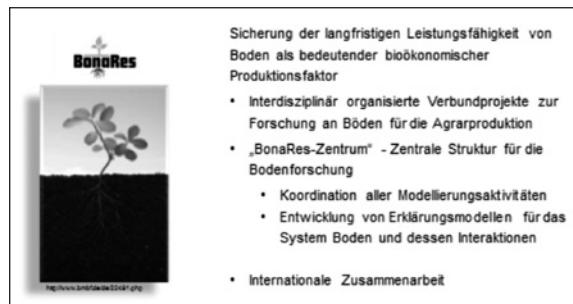 BonaRes
Sicherung der langfristigen Leistungsfähigkeit von
Boden als bedeutender bioökonomischer
Produktionsfaktor
• Interdisziplinär organisierte Verbundprojekte zur
Forschung an Böden für die Agrarproduktion
• „BonaRes-Zentrum“ - Zentrale Struktur für die
Bodenforschung
• Koordination aller Modellierungsaktivitäten
• Entwicklung von Erklärungsmodellen für das
System Boden und dessen Interaktionen
• Internationale Zusammenarbeit